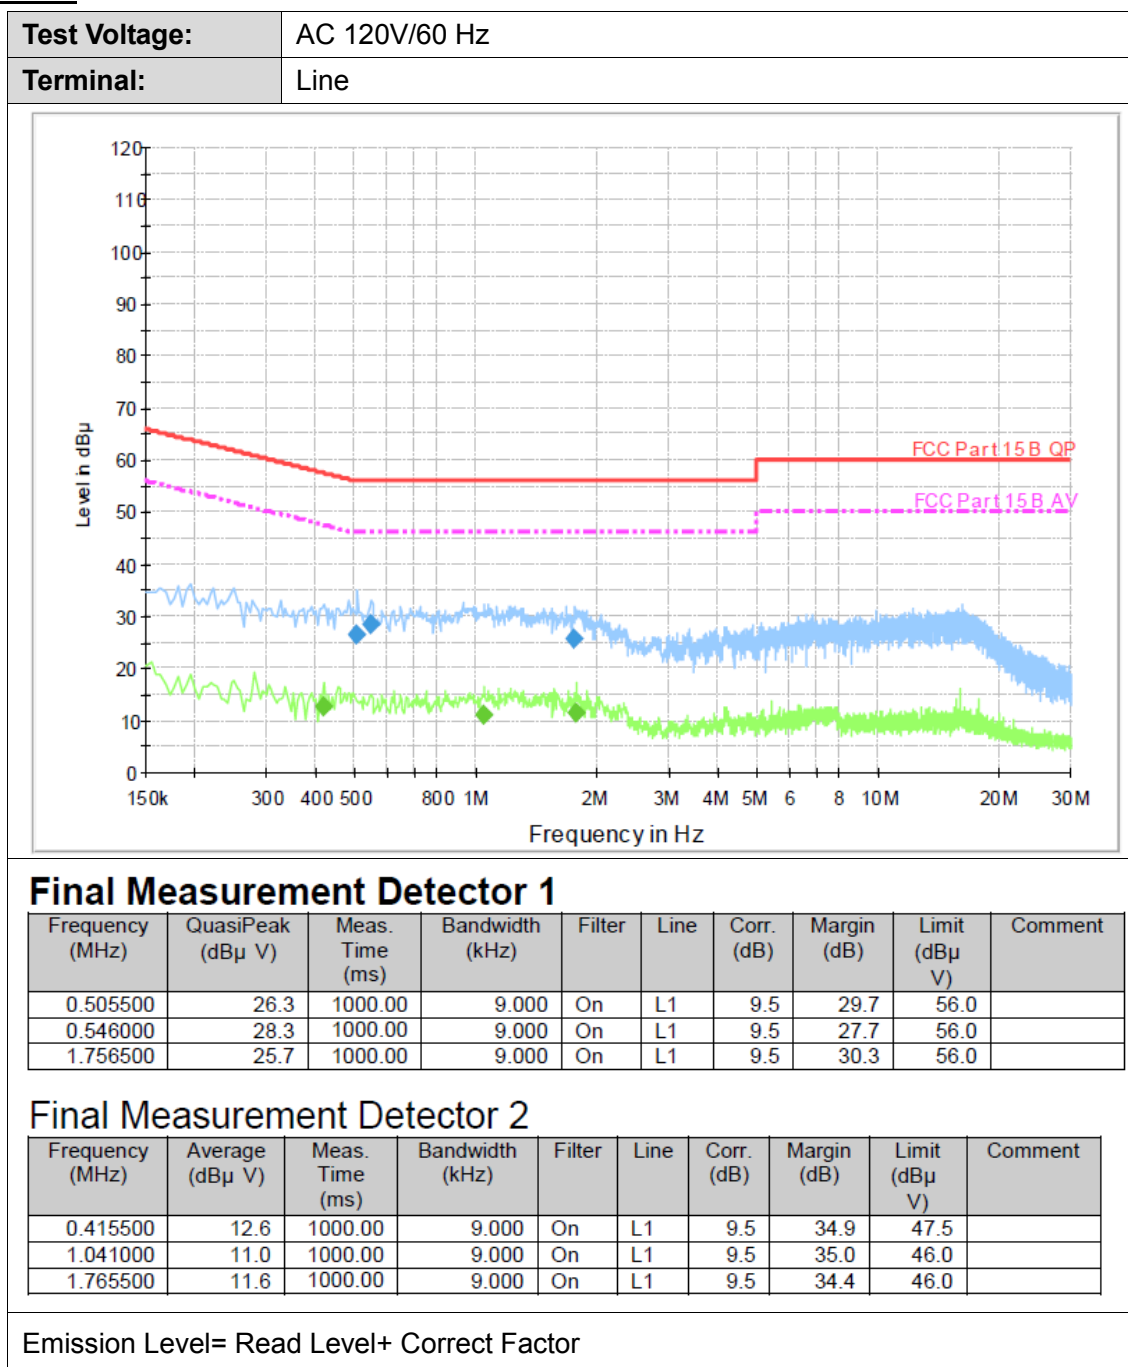 Test Voltage: AC 120V/60 Hz
Terminal: Line
120
110
100
90
80
70
60
50
40
30
20
10
0
Level in dBµ
FCC Part 15 B QP
FCC Part 15 B AV
150k 300 400 500 800 1M 2M 3M 4M 5M 6 8 10M 20M 30M
Frequency in Hz
Final Measurement Detector 1
Frequency (MHz) QuasiPeak (dBµ V) Meas. Time (ms) Bandwidth (kHz) Filter Line Corr. (dB) Margin (dB) Limit (dBµ V) Comment
0.505500 26.3 1000.00 9.000 On L1 9.5 29.7 56.0
0.546000 28.3 1000.00 9.000 On L1 9.5 27.7 56.0
1.756500 25.7 1000.00 9.000 On L1 9.5 30.3 56.0
Final Measurement Detector 2
Frequency (MHz) Average (dBµ V) Meas. Time (ms) Bandwidth (kHz) Filter Line Corr. (dB) Margin (dB) Limit (dBµ V) Comment
0.415500 12.6 1000.00 9.000 On L1 9.5 34.9 47.5
1.041000 11.0 1000.00 9.000 On L1 9.5 35.0 46.0
1.765500 11.6 1000.00 9.000 On L1 9.5 34.4 46.0
Emission Level= Read Level+ Correct Factor